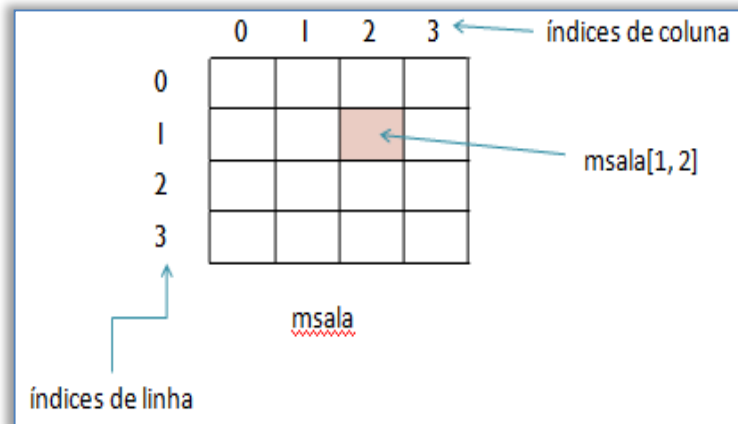 0 1 2 3 índices de coluna
0
1
msala[1, 2]
2
3
msala
índices de linha